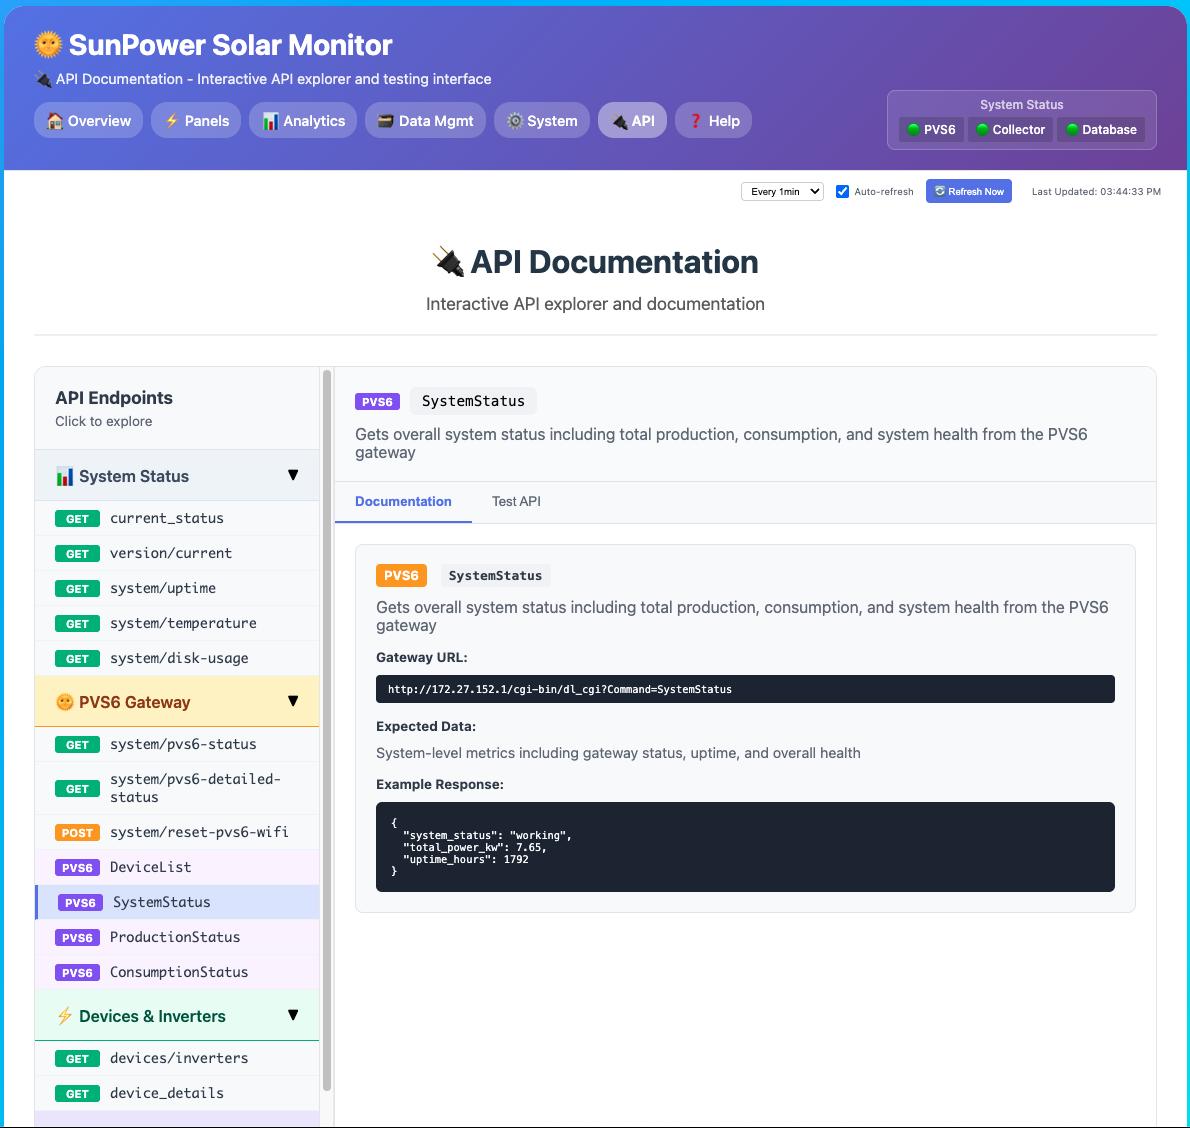 SunPower Solar Monitor
API Documentation - Interactive API explorer and testing interface
Overview
Panels
Analytics
Data Mgmt
System
API
Help
System Status
PVS6
Collector
Database
Every 1min
Auto-refresh
Refresh Now
Last Updated: 03:44:33 PM
API Documentation
Interactive API explorer and documentation
API Endpoints
Click to explore
System Status ▼
GET current_status
GET version/current
GET system/uptime
GET system/temperature
GET system/disk-usage
PVS6 Gateway ▼
GET system/pvs6-status
GET system/pvs6-detailed-
status
POST system/reset-pvs6-wifi
PVS6 DeviceList
PVS6 SystemStatus
PVS6 ProductionStatus
PVS6 ConsumptionStatus
Devices & Inverters ▼
GET devices/inverters
GET device_details
PVS6 SystemStatus
Gets overall system status including total production, consumption, and system health from the PVS6
gateway
Documentation
Test API
PVS6 SystemStatus
Gets overall system status including total production, consumption, and system health from the PVS6
gateway
Gateway URL:
http://172.27.152.1/cgi-bin/dl_cgi?Command=SystemStatus
Expected Data:
System-level metrics including gateway status, uptime, and overall health
Example Response:
{
"system_status": "working",
"total_power_kw": 7.65,
"uptime_hours": 1792
}